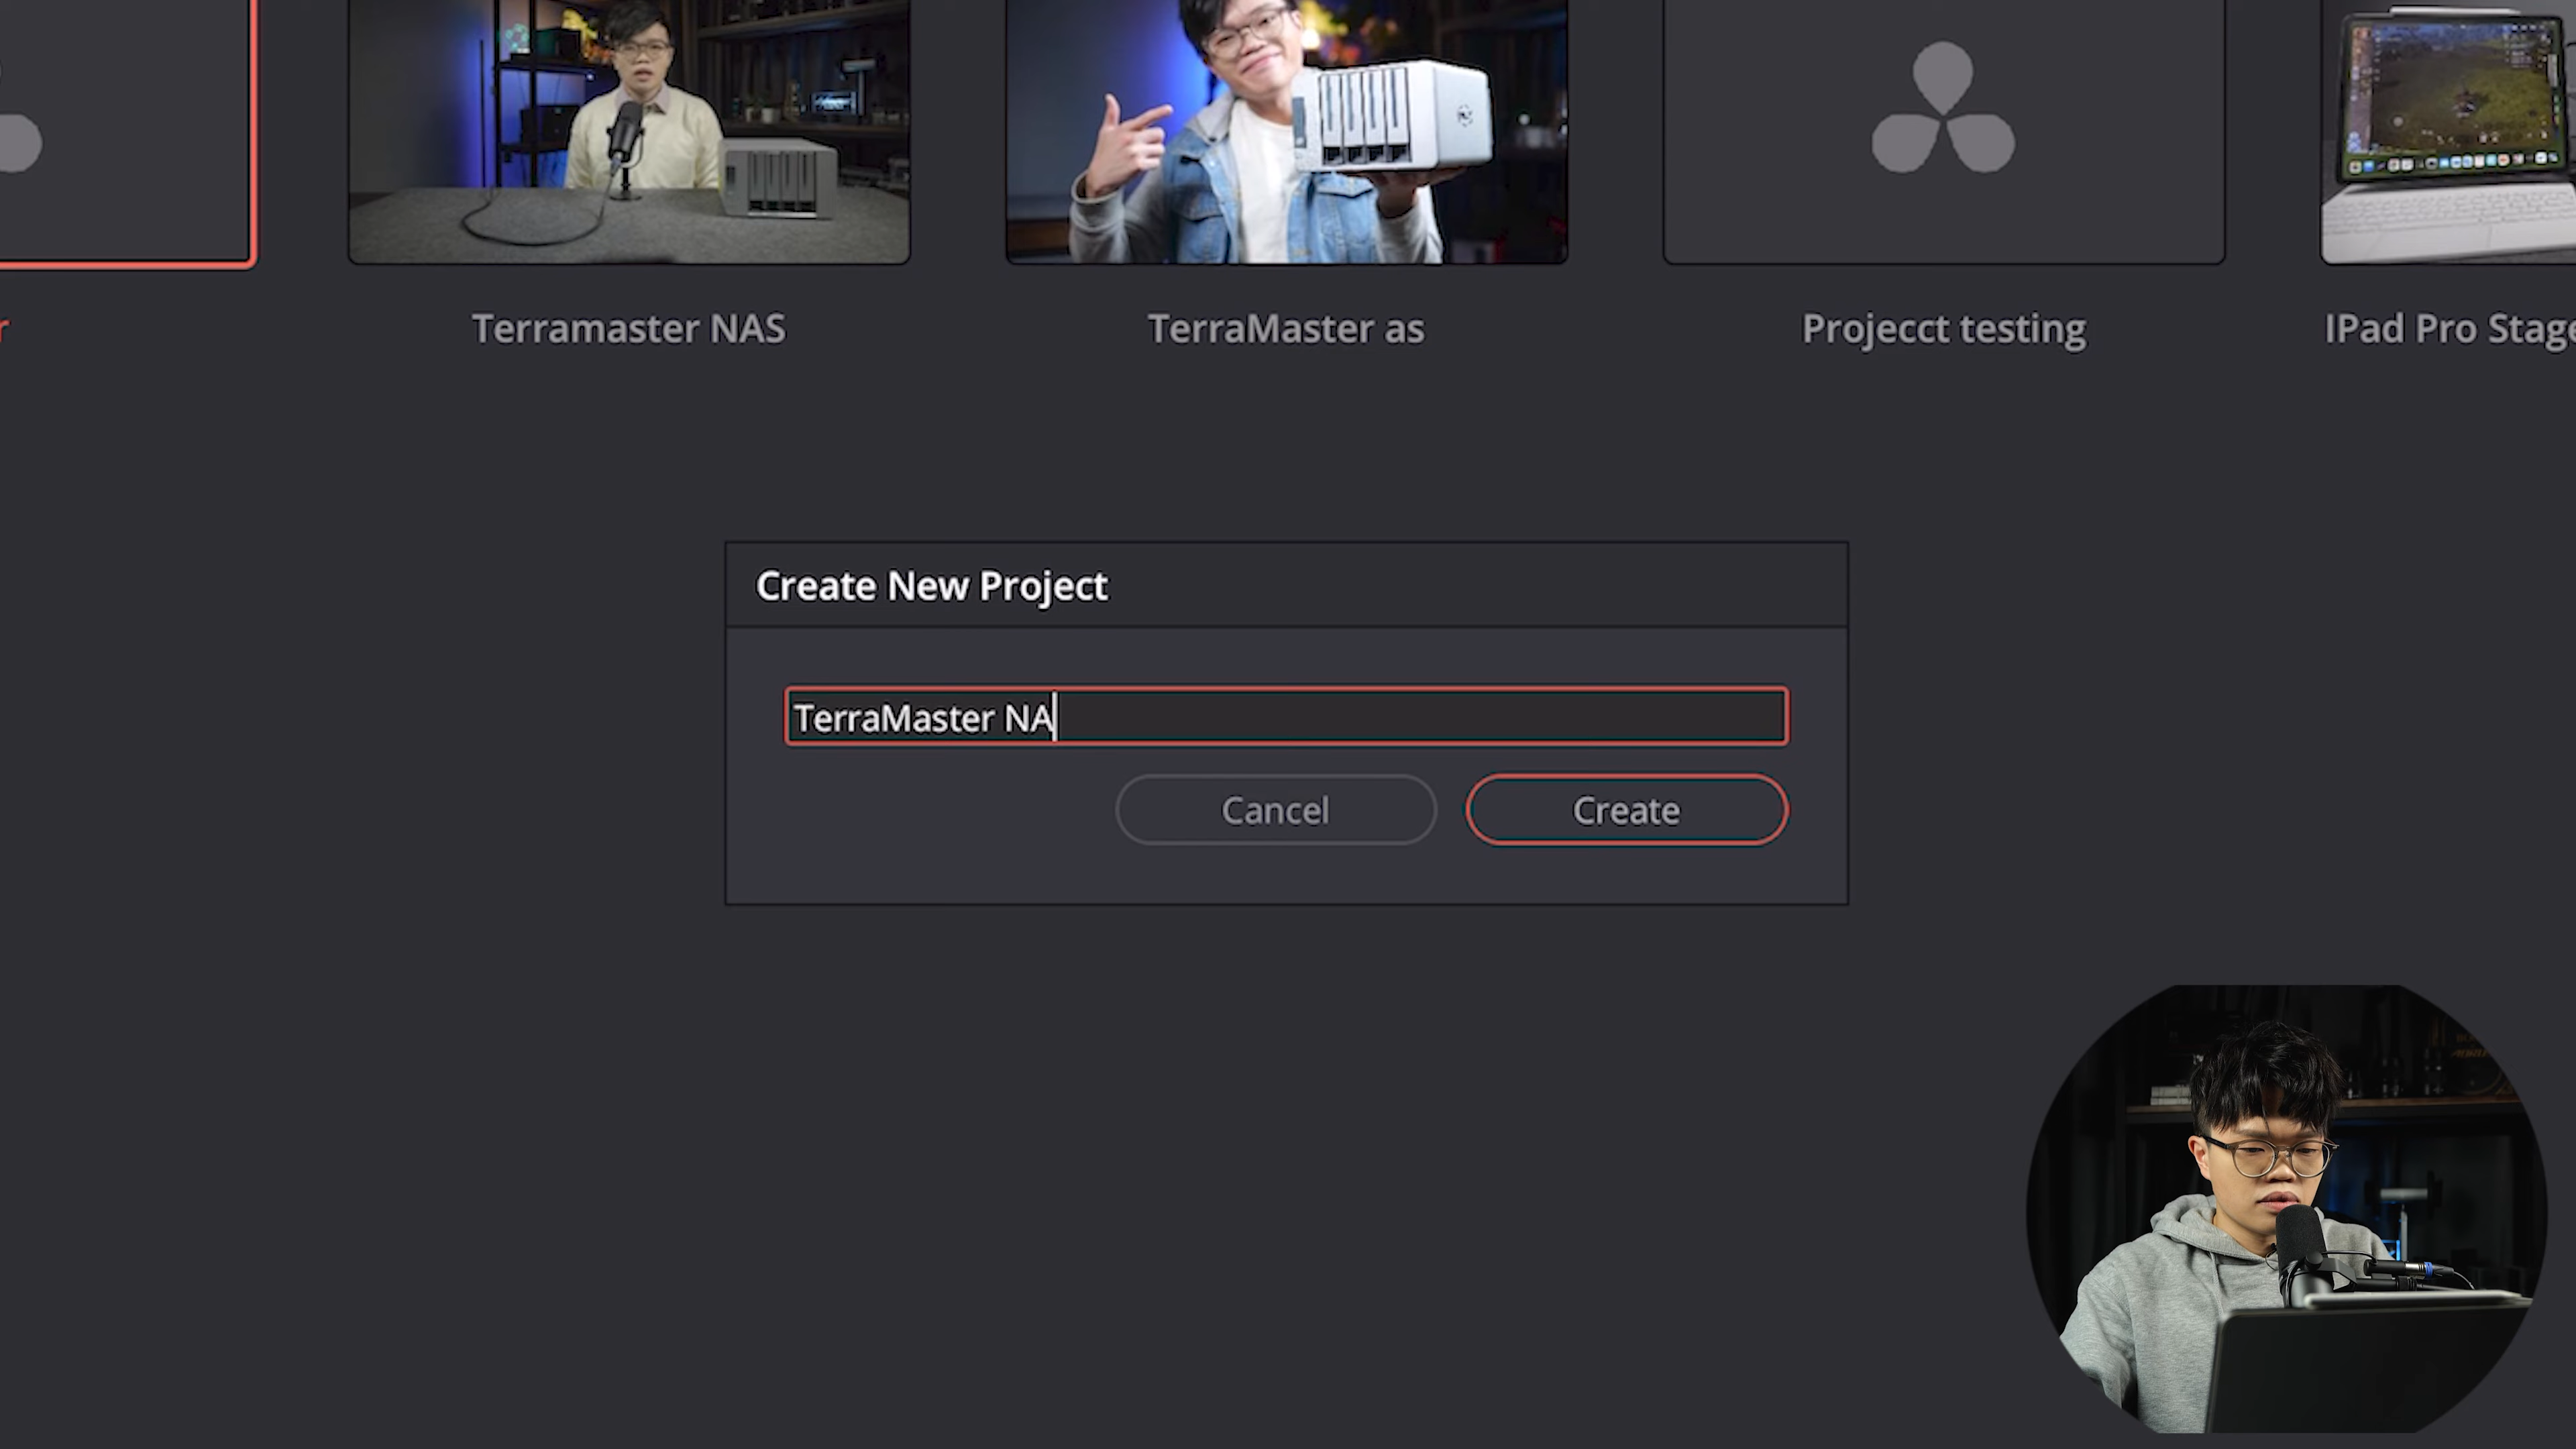 Terramaster NAS
TerraMaster as
Projecct testing
IPad Pro Stage
r
Create New Project
TerraMaster NA
Cancel
Create